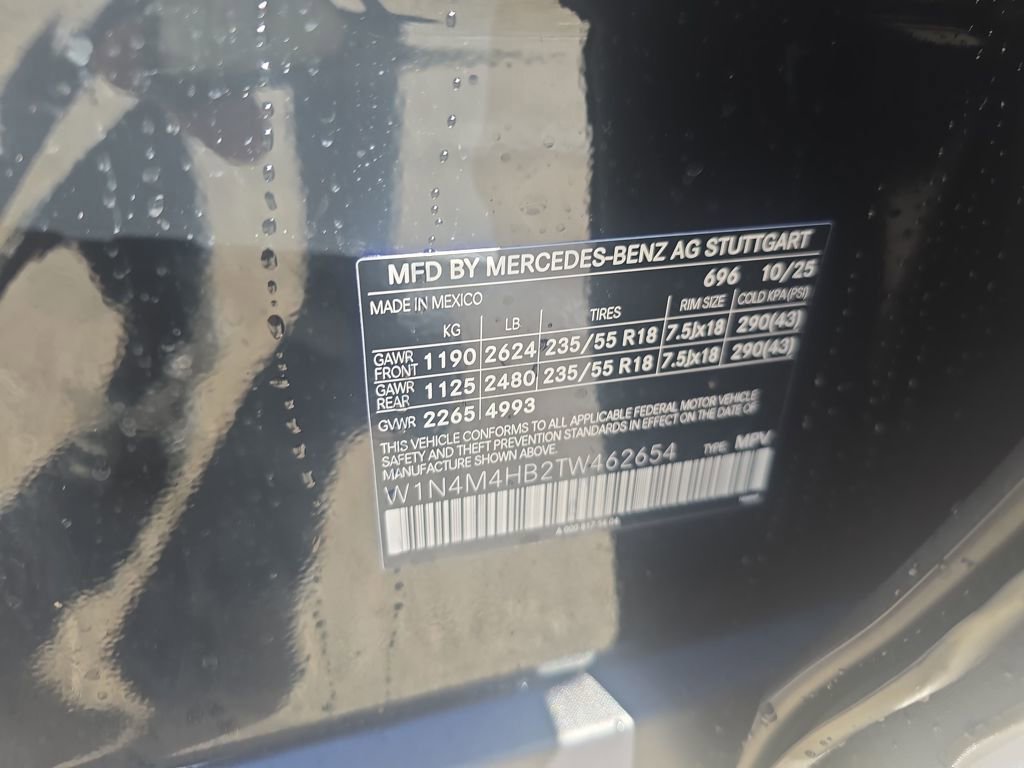 MFD BY MERCEDES-BENZ AG STUTTGART
696 10/25
MADE IN MEXICO
KG LB TIRES RIM SIZE COLD KPA(PSI)
GAWR FRONT 1190 2624 235/55 R18 7.5Jx18 290(43)
GAWR REAR 1125 2480 235/55 R18 7.5Jx18 290(43)
GVWR 2265 4993
THIS VEHICLE CONFORMS TO ALL APPLICABLE FEDERAL MOTOR VEHICLE
SAFETY AND THEFT PREVENTION STANDARDS IN EFFECT ON THE DATE OF
MANUFACTURE SHOWN ABOVE
W1N4M4HB2TW462654 TYPE: MPV